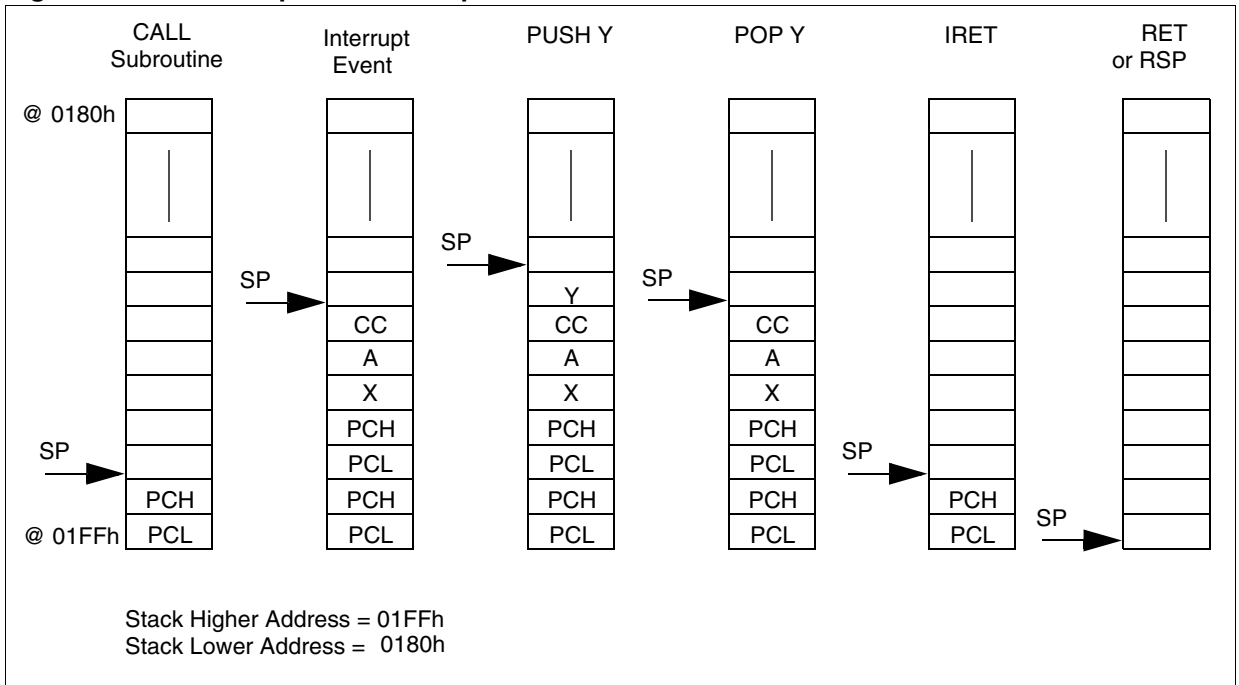 CALL
Subroutine
Interrupt
Event
PUSH Y
POP Y
IRET
RET
or RSP
@ 0180h
SP
SP
SP
Y
CC
CC
CC
A
A
A
X
X
X
PCH
PCH
PCH
SP
SP
PCL
PCL
PCL
PCH
PCH
PCH
PCH
PCH
SP
@ 01FFh
PCL
PCL
PCL
PCL
PCL
Stack Higher Address = 01FFh
Stack Lower Address = 0180h